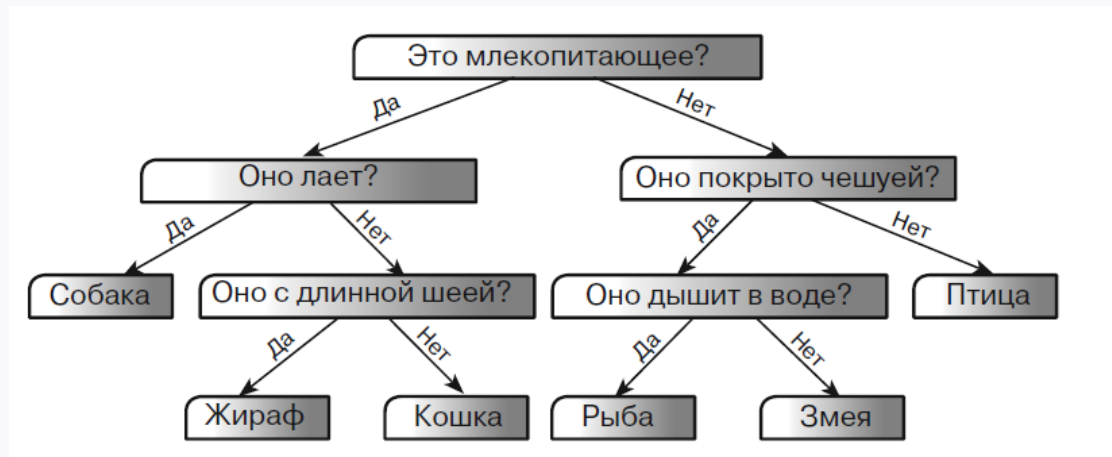 Это млекопитающее?
Да
Нет
Оно лает?
Оно покрыто чешуей?
Да
Нет
Да
Нет
Собака
Оно с длинной шеей?
Оно дышит в воде?
Птица
Да
Нет
Да
Нет
Жираф
Кошка
Рыба
Змея